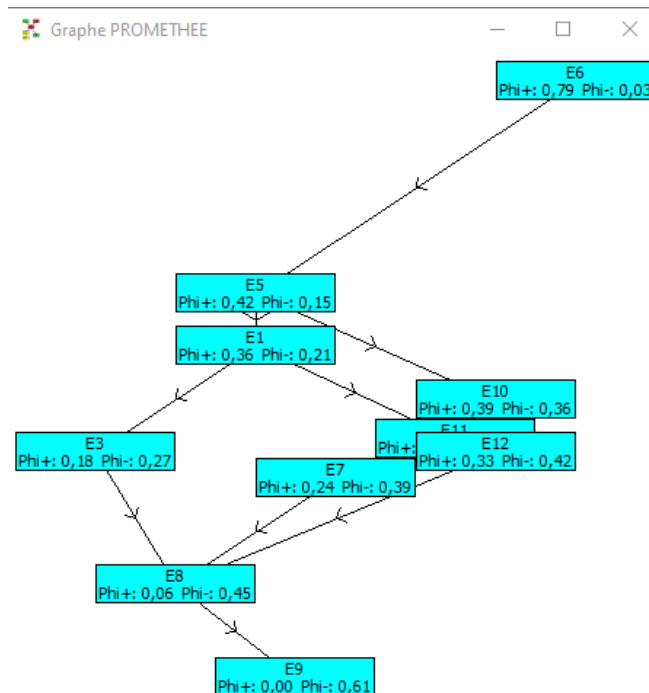 Graphe PROMETHEE
E6
Phi+: 0,79 Phi-: 0,03
E5
Phi+: 0,42 Phi-: 0,15
E1
Phi+: 0,36 Phi-: 0,21
E10
Phi+: 0,39 Phi-: 0,36
E11
Phi+:
E12
Phi+: 0,33 Phi-: 0,42
E3
Phi+: 0,18 Phi-: 0,27
E7
Phi+: 0,24 Phi-: 0,39
E8
Phi+: 0,06 Phi-: 0,45
E9
Phi+: 0,00 Phi-: 0,61